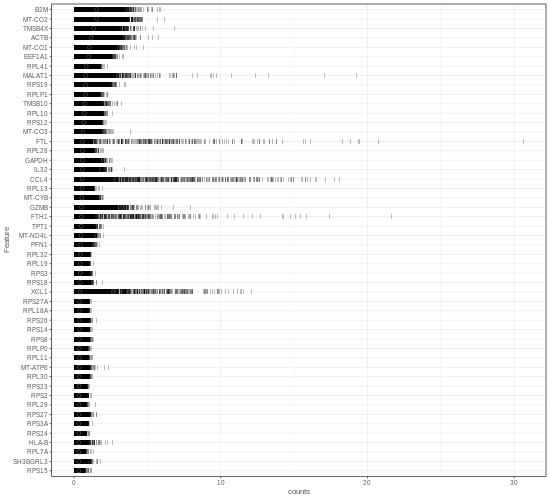 B2M
MT-CO2
TMSB4X
ACTB
MT-CO1
EEF1A1
RPL41
MALAT1
RPS19
RPLP1
TMSB10
RPL10
RPS12
MT-CO3
FTL
RPL28
GAPDH
IL32
CCL4
RPL13
MT-CYB
GZMB
FTH1
TPT1
MT-ND4L
PFN1
RPL32
RPL19
RPS3
RPS18
XCL1
RPS27A
RPL18A
RPS26
RPS14
RPS8
RPLP0
RPL11
MT-ATP6
RPL30
RPS23
RPS2
RPL29
RPS27
RPS3A
RPS24
HLA-B
RPL7A
SH3BGRL3
RPS15
Feature
0 10 20 30
counts